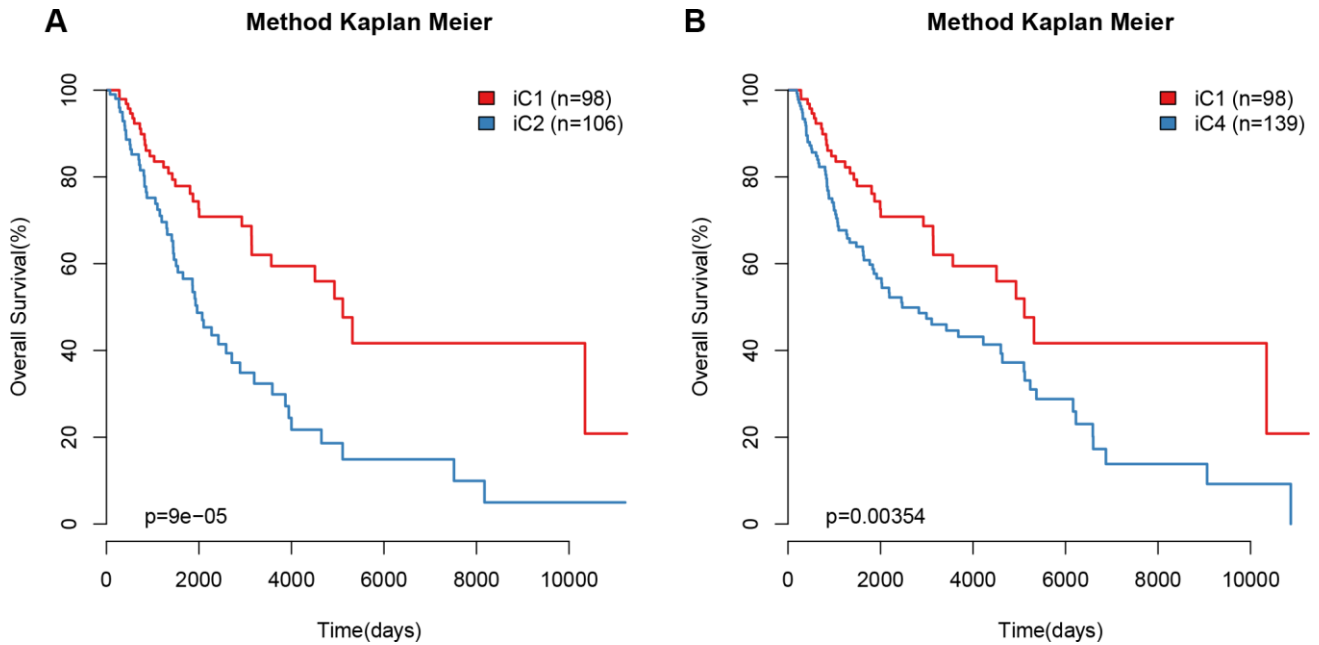 A
Method Kaplan Meier
iC1 (n=98)
iC2 (n=106)
Overall Survival(%)
100
80
60
40
20
0
p=9e−05
0 2000 4000 6000 8000 10000
Time(days)
B
Method Kaplan Meier
iC1 (n=98)
iC4 (n=139)
Overall Survival(%)
100
80
60
40
20
0
p=0.00354
0 2000 4000 6000 8000 10000
Time(days)